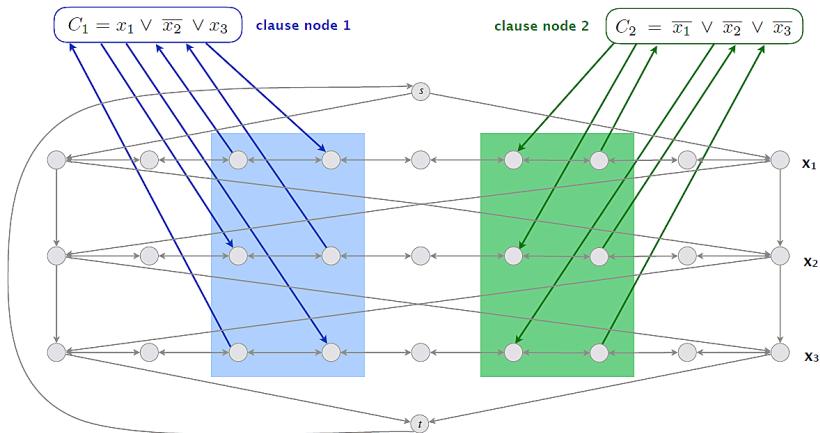 C₁ = x₁ ∨ x̅₂ ∨ x₃
clause node 1
clause node 2
C₂ = x̅₁ ∨ x̅₂ ∨ x̅₃
s
x₁
x₂
x₃
t